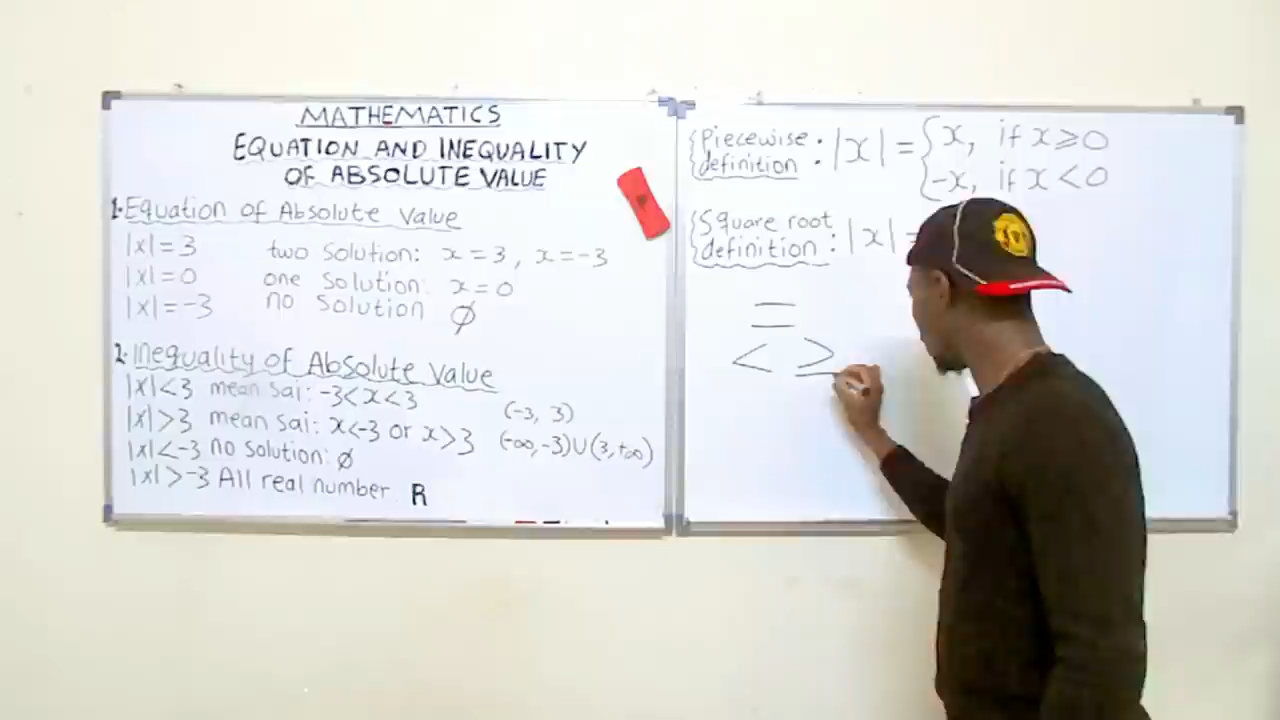 MATHEMATICS
EQUATION AND INEQUALITY
OF ABSOLUTE VALUE
1. Equation of Absolute Value
|x| = 3 two solution: x = 3, x = -3
|x| = 0 one solution: x = 0
|x| = -3 no solution ∅
2. Inequality of Absolute Value
|x| < 3 mean sai: -3 < x < 3 (-3, 3)
|x| > 3 mean sai: x < -3 or x > 3 (-∞, -3) ∪ (3, +∞)
|x| < -3 no solution: ∅
|x| > -3 All real number R
Piecewise definition: |x| = { x, if x ⩾ 0
-x, if x < 0
Square root
definition: |x| =
=
< ≥